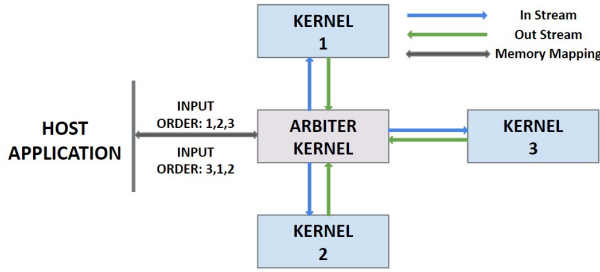 KERNEL
1
In Stream
Out Stream
Memory Mapping
HOST
APPLICATION
INPUT
ORDER: 1,2,3
INPUT
ORDER: 3,1,2
ARBITER
KERNEL
KERNEL
3
KERNEL
2